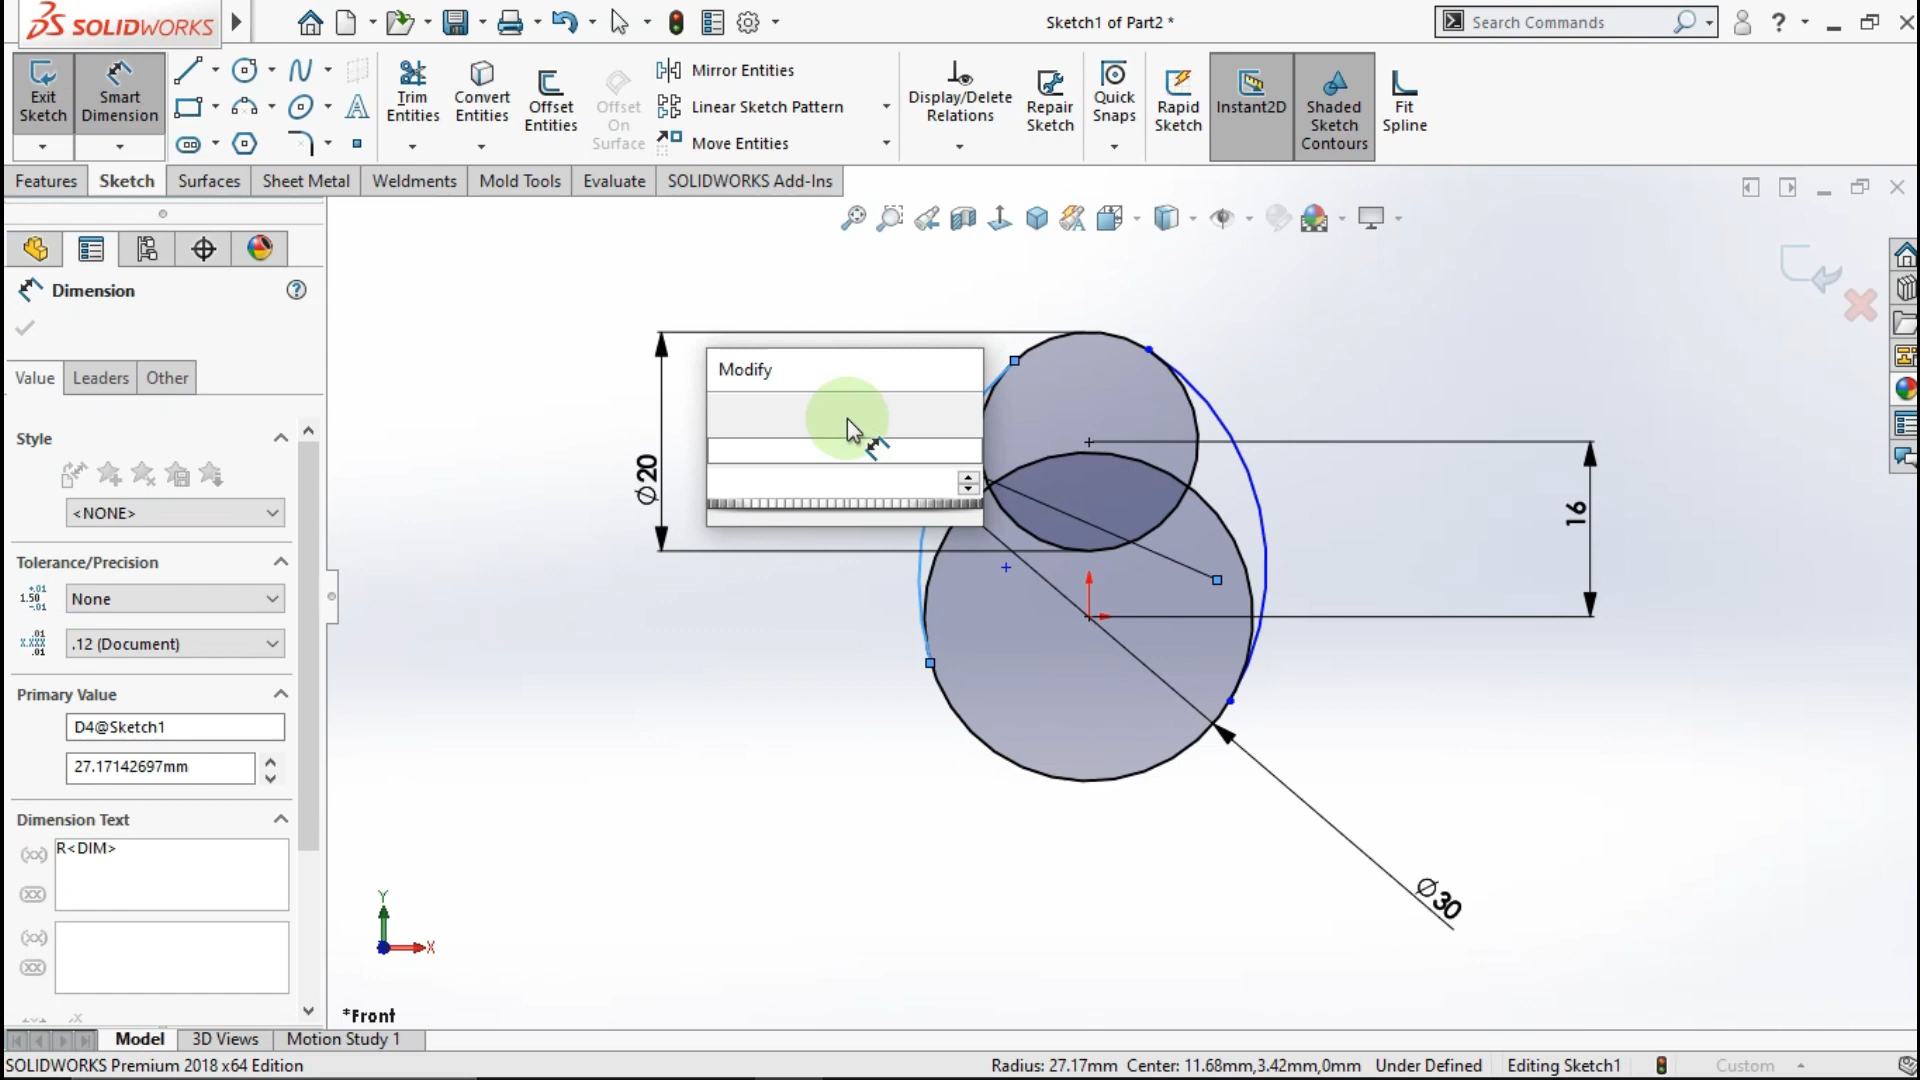 SOLIDWORKS
Sketch1 of Part2 *
Search Commands
?
Exit Sketch
Smart Dimension
Trim Entities
Convert Entities
Offset Entities
Offset On Surface
Mirror Entities
Linear Sketch Pattern
Move Entities
Display/Delete Relations
Repair Sketch
Quick Snaps
Rapid Sketch
Instant2D
Shaded Sketch Contours
Fit Spline
Features
Sketch
Surfaces
Sheet Metal
Weldments
Mold Tools
Evaluate
SOLIDWORKS Add-Ins
Dimension
Value
Leaders
Other
Style
<NONE>
Tolerance/Precision
None
.12 (Document)
Primary Value
D4@Sketch1
27.17142697mm
Dimension Text
R<DIM>
Modify
∅20
16
∅30
Y
X
*Front
Model
3D Views
Motion Study 1
SOLIDWORKS Premium 2018 x64 Edition
Radius: 27.17mm Center: 11.68mm,3.42mm,0mm
Under Defined
Editing Sketch1
Custom